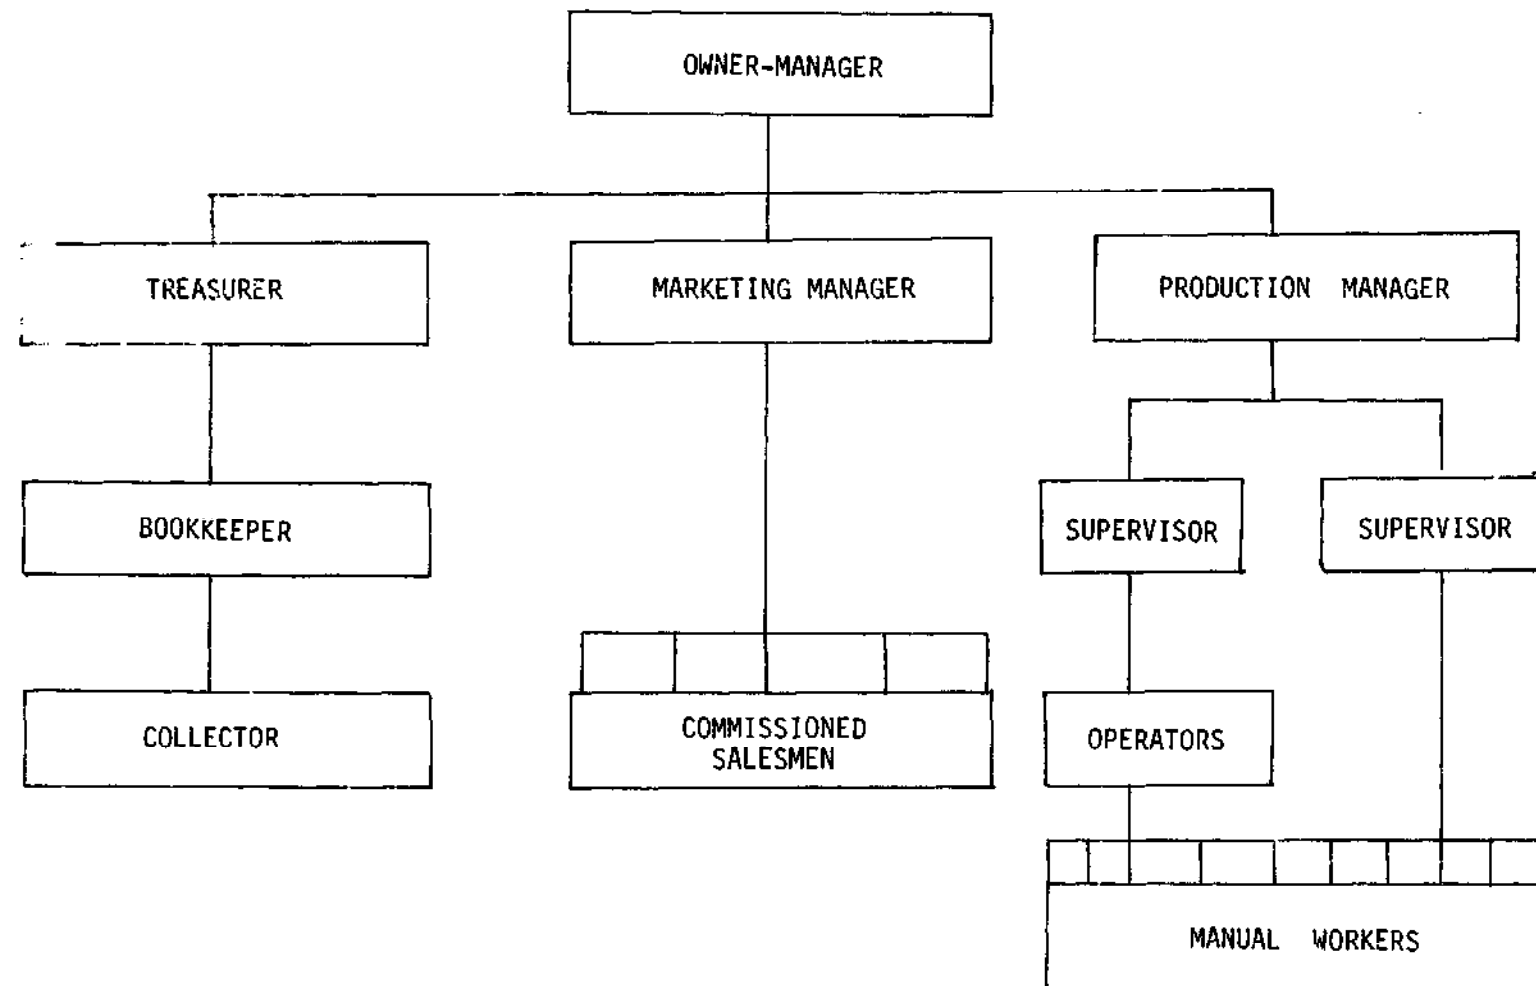 OWNER-MANAGER
TREASURER
MARKETING MANAGER
PRODUCTION MANAGER
BOOKKEEPER
SUPERVISOR
SUPERVISOR
COLLECTOR
COMMISSIONED
SALESMEN
OPERATORS
MANUAL WORKERS